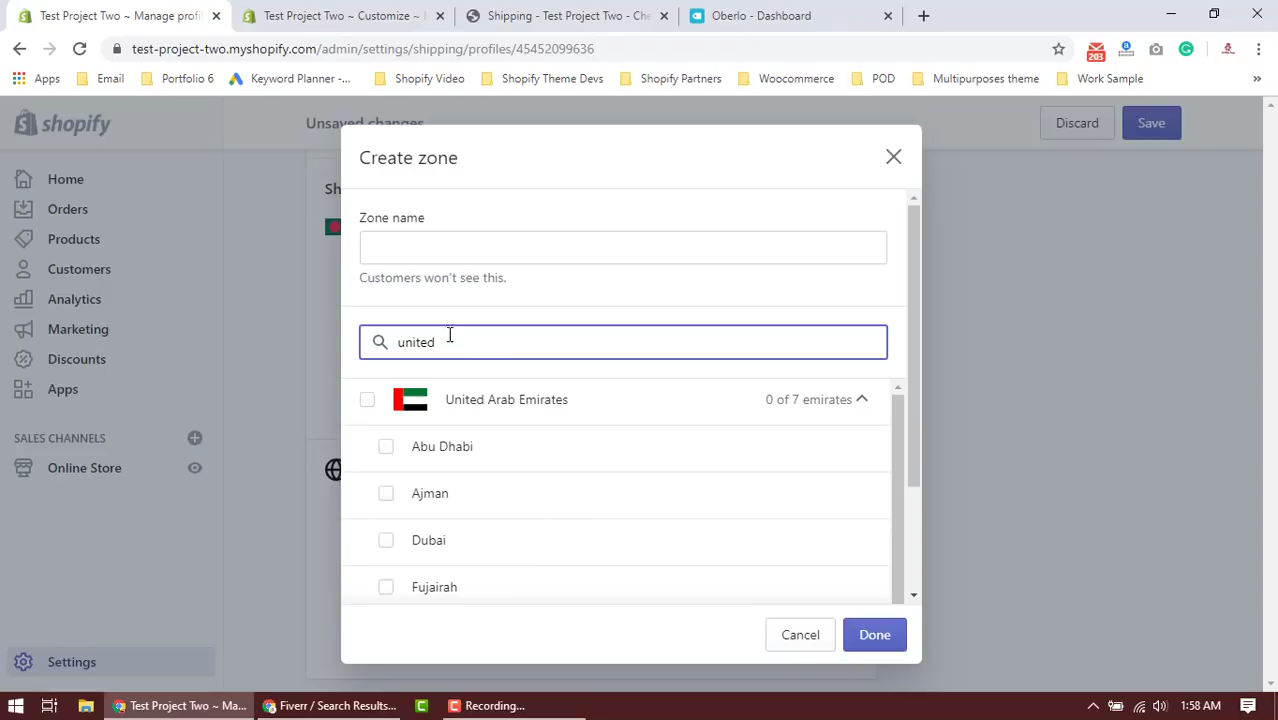 Test Project Two ~ Manage profi
Test Project Two ~ Customize ~
Shipping - Test Project Two - Che
Oberlo - Dashboard
test-project-two.myshopify.com/admin/settings/shipping/profiles/45452099636
203
Apps
Email
Portfolio 6
Keyword Planner -...
Shopify Video
Shopify Theme Devs
Shopify Partners
Woocommerce
POD
Multipurposes theme
Work Sample
»
shopify
Unsaved changes
Discard
Save
Home
Orders
Products
Customers
Analytics
Marketing
Discounts
Apps
SALES CHANNELS
Online Store
Settings
Sh
Create zone
Zone name
Customers won't see this.
united
United Arab Emirates
0 of 7 emirates
Abu Dhabi
Ajman
Dubai
Fujairah
Cancel
Done
Test Project Two ~ Ma...
Fiverr / Search Results...
Recording...
1:58 AM